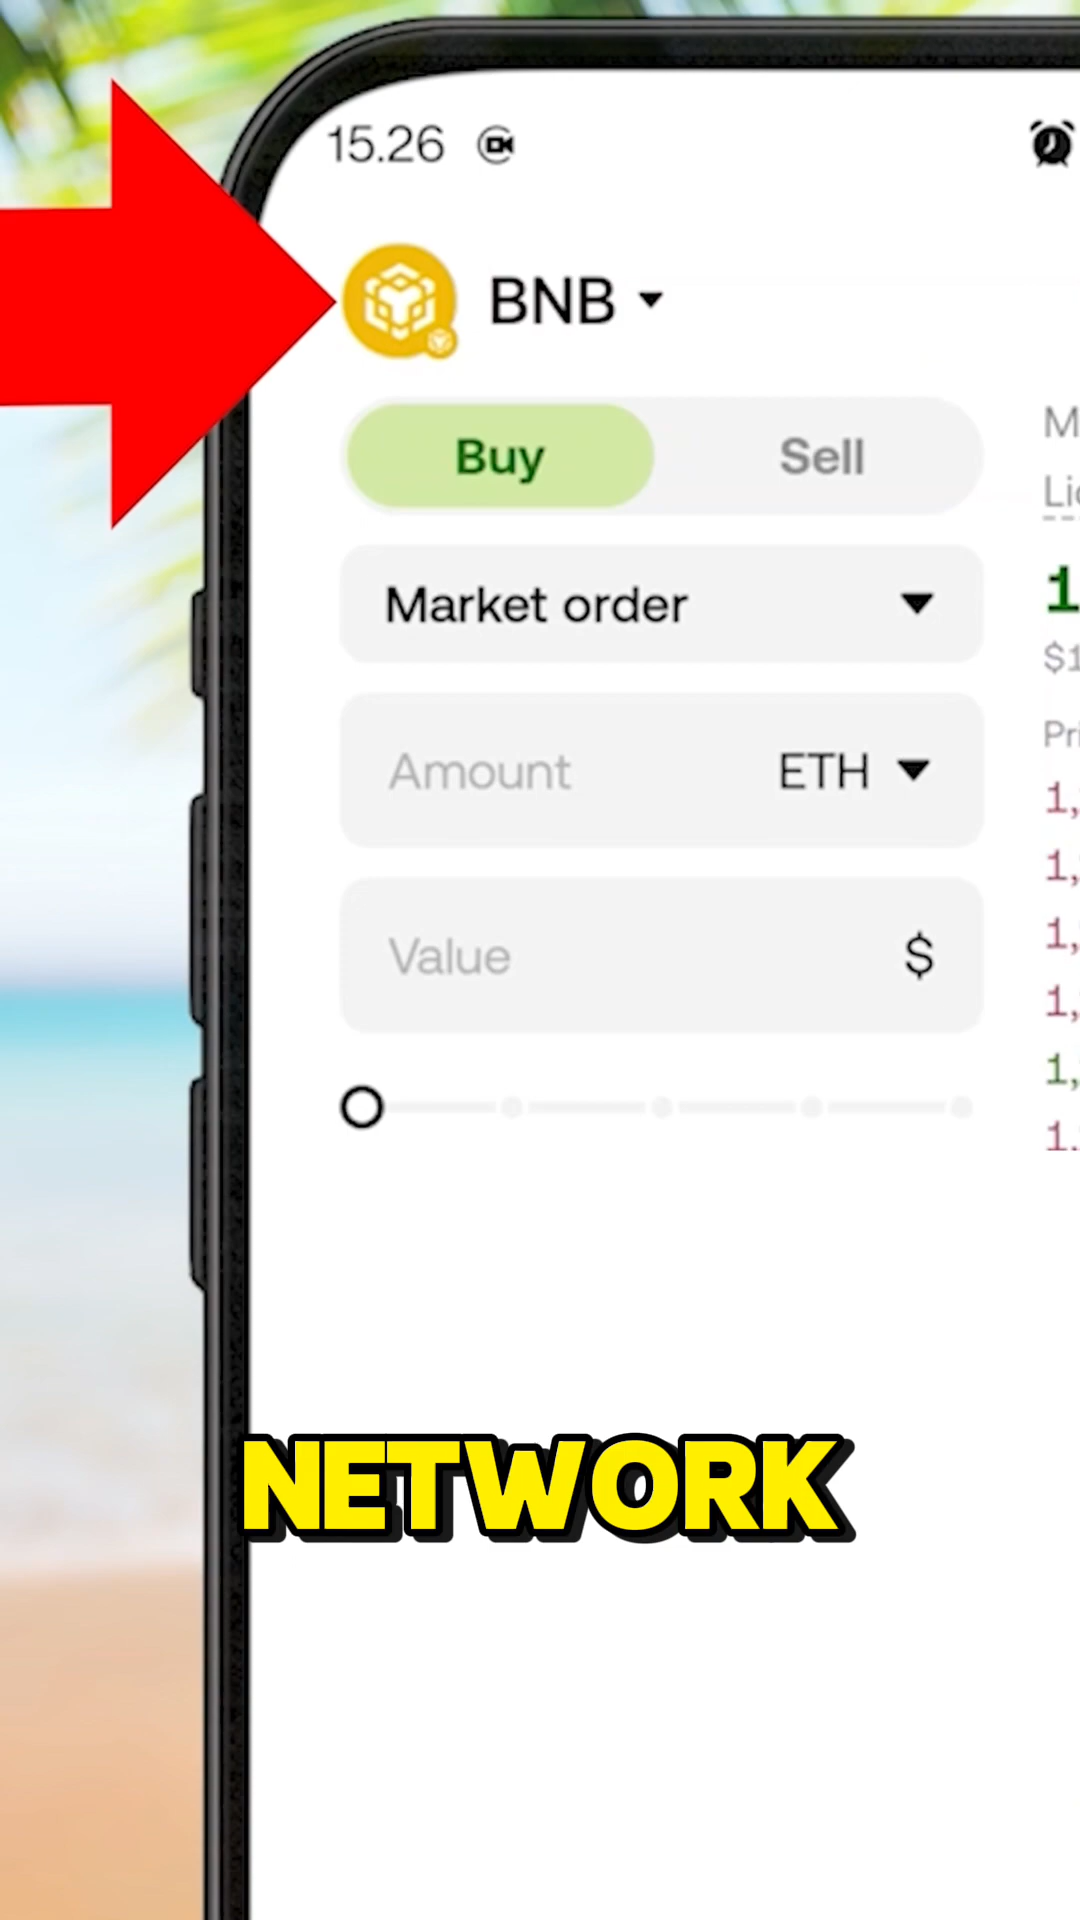 15.26
BNB
Buy Sell
Market order
Amount ETH
Value $
NETWORK